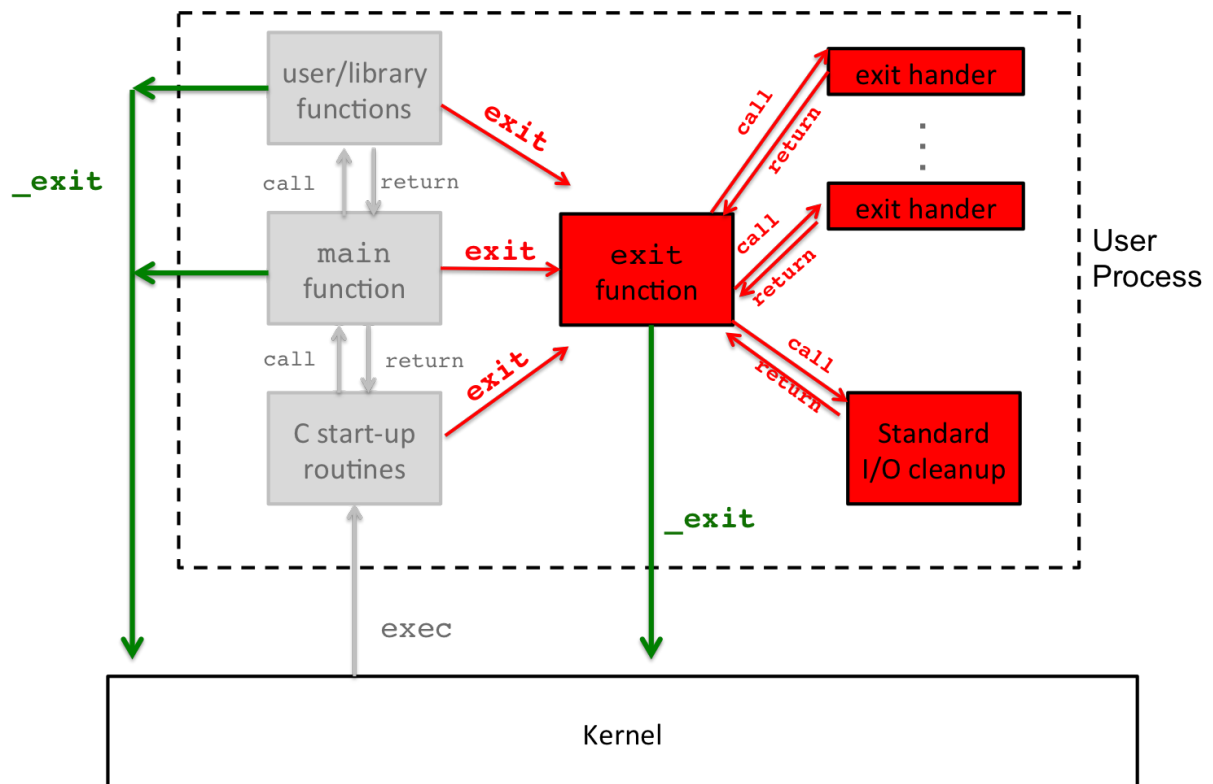 user/library
functions
exit hander
call
return
exit
_exit
call
return
exit hander
main
function
exit
exit
function
call
return
User
Process
call
return
exit
call
return
C start-up
routines
Standard
I/O cleanup
_exit
exec
Kernel